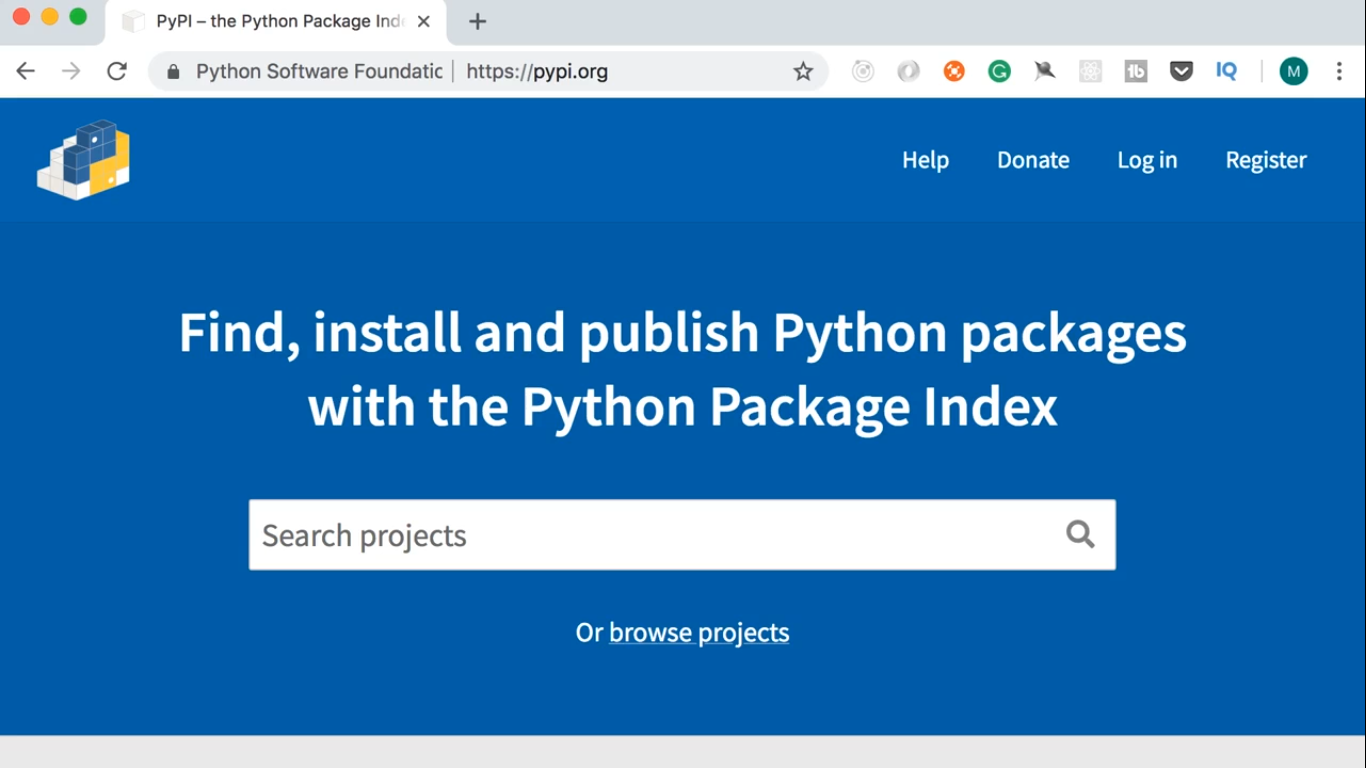 PyPI – the Python Package Ind
Python Software Foundatic
https://pypi.org
G
1b
IQ
M
Help
Donate
Log in
Register
Find, install and publish Python packages
with the Python Package Index
Search projects
Or browse projects